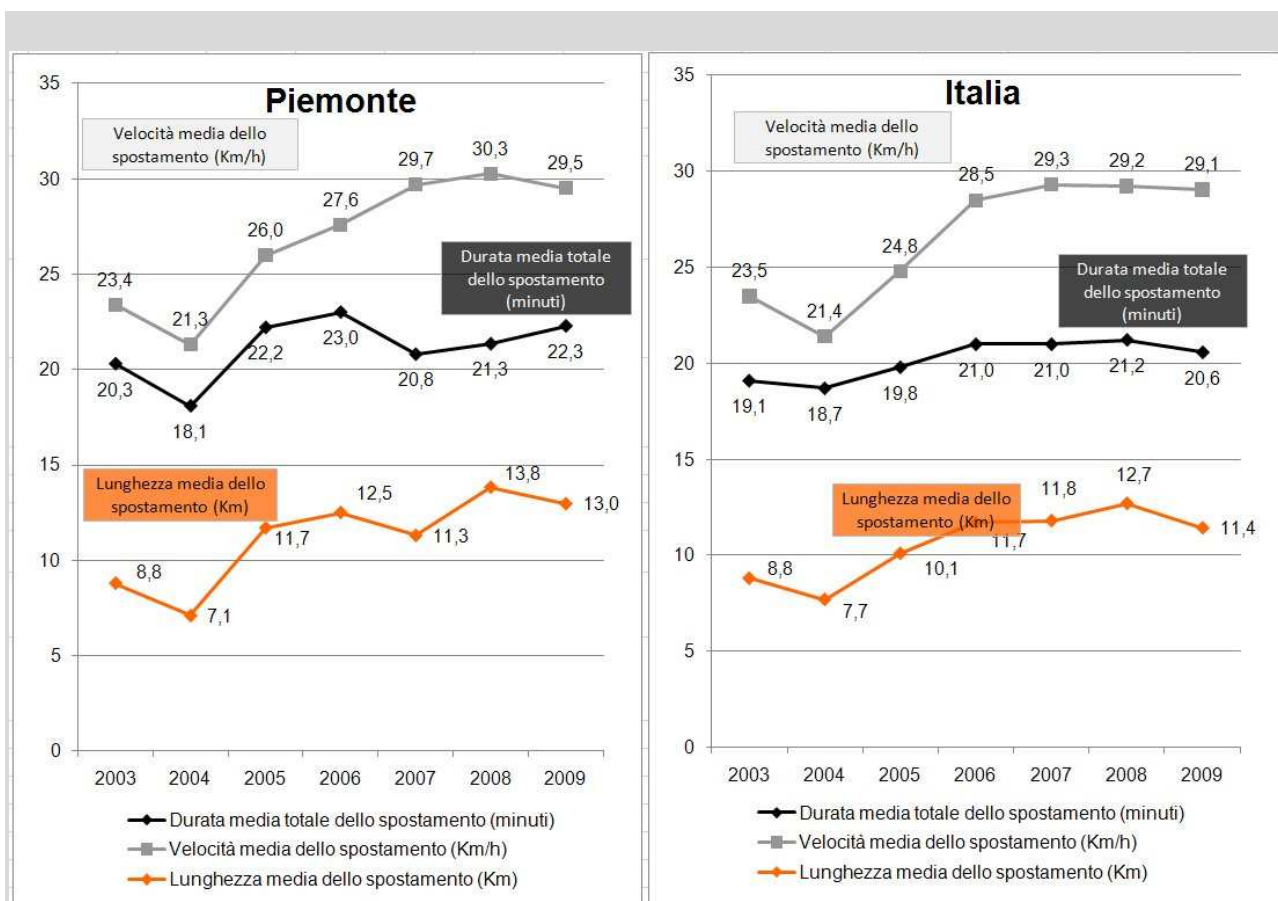 Piemonte
35
30
25
20
15
10
5
0
Velocità media dello
spostamento (Km/h)
23,4
21,3
26,0
27,6
29,7
30,3
29,5
Durata media totale
dello spostamento
(minuti)
20,3
18,1
22,2
23,0
20,8
21,3
22,3
Lunghezza media dello
spostamento (Km)
8,8
7,1
11,7
12,5
11,3
13,8
13,0
2003 2004 2005 2006 2007 2008 2009
Durata media totale dello spostamento (minuti)
Velocità media dello spostamento (Km/h)
Lunghezza media dello spostamento (Km)
Italia
35
30
25
20
15
10
5
0
Velocità media dello
spostamento (Km/h)
23,5
21,4
24,8
28,5
29,3
29,2
29,1
Durata media totale
dello spostamento
(minuti)
19,1
18,7
19,8
21,0
21,0
21,2
20,6
Lunghezza media dello
spostamento (Km)
8,8
7,7
10,1
11,7
11,8
12,7
11,4
2003 2004 2005 2006 2007 2008 2009
Durata media totale dello spostamento (minuti)
Velocità media dello spostamento (Km/h)
Lunghezza media dello spostamento (Km)